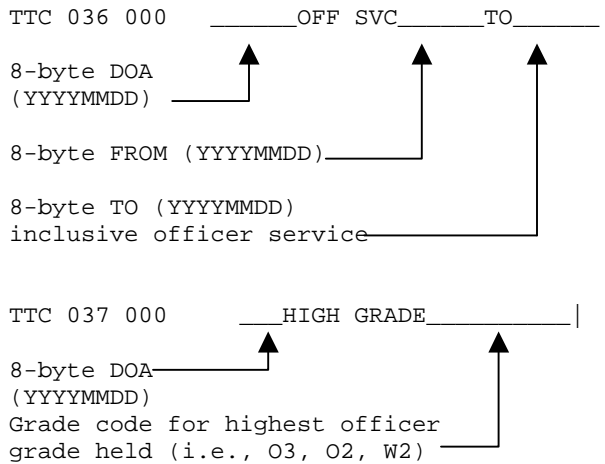 TTC 036 000 ______OFF SVC______TO______
8-byte DOA
(YYYYMMDD)
8-byte FROM (YYYYMMDD)
8-byte TO (YYYYMMDD)
inclusive officer service
TTC 037 000 ___HIGH GRADE__________|
8-byte DOA
(YYYYMMDD)
Grade code for highest officer
grade held (i.e., O3, O2, W2)